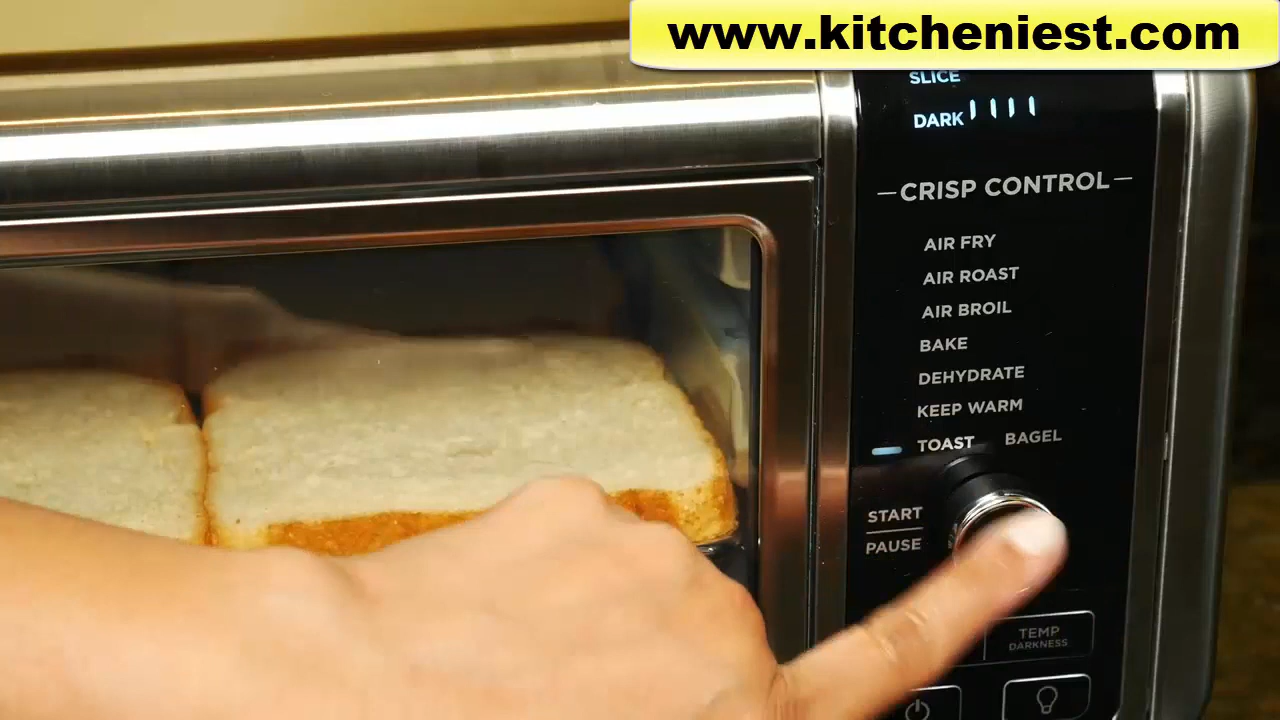 www.kitcheniest.com
SLICE
DARK
CRISP CONTROL
AIR FRY
AIR ROAST
AIR BROIL
BAKE
DEHYDRATE
KEEP WARM
TOAST BAGEL
START
PAUSE
TEMP
DARKNESS